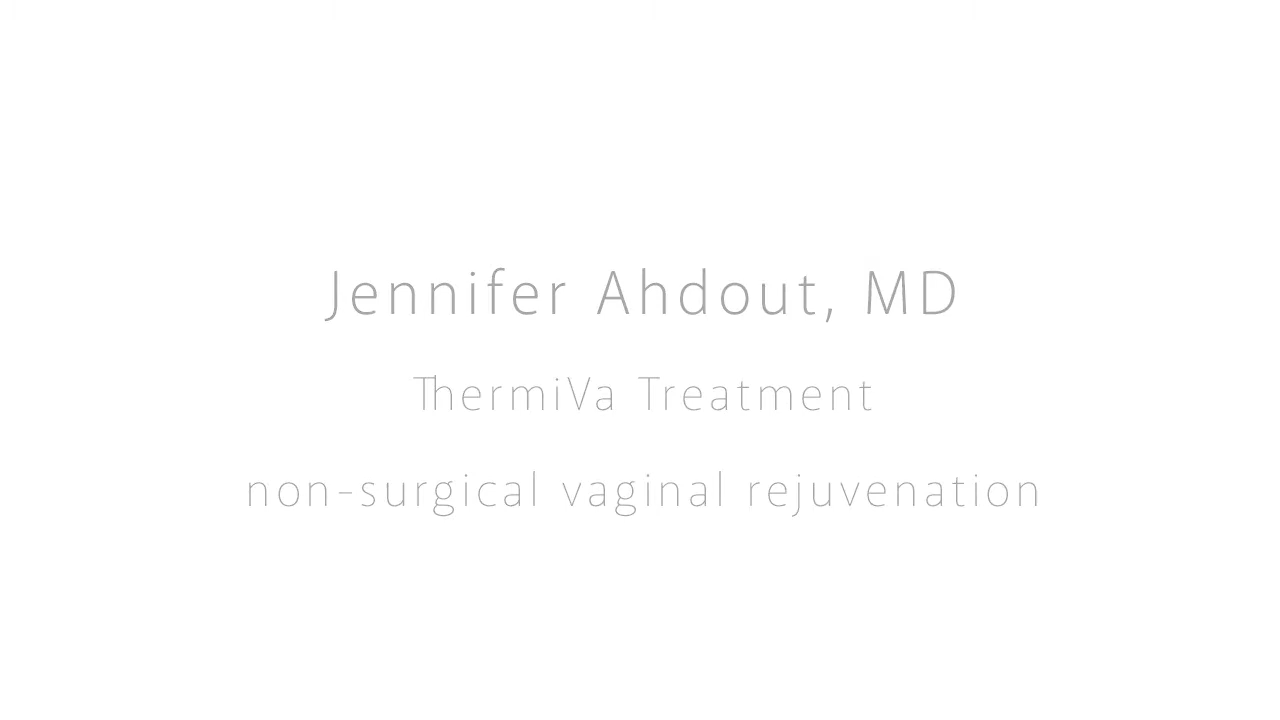 Jennifer Ahdout, MD
ThermiVa Treatment
non-surgical vaginal rejuvenation